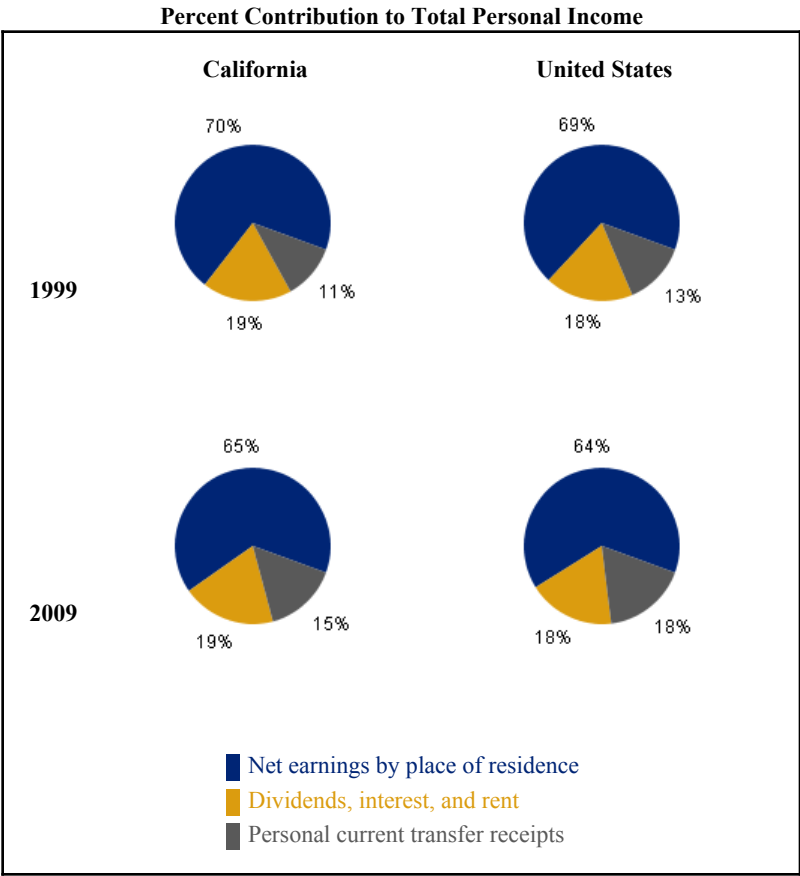 Percent Contribution to Total Personal Income
California United States
70% 69%
1999
11% 13%
19% 18%
65% 64%
2009
15% 18%
19% 18%
Net earnings by place of residence
Dividends, interest, and rent
Personal current transfer receipts